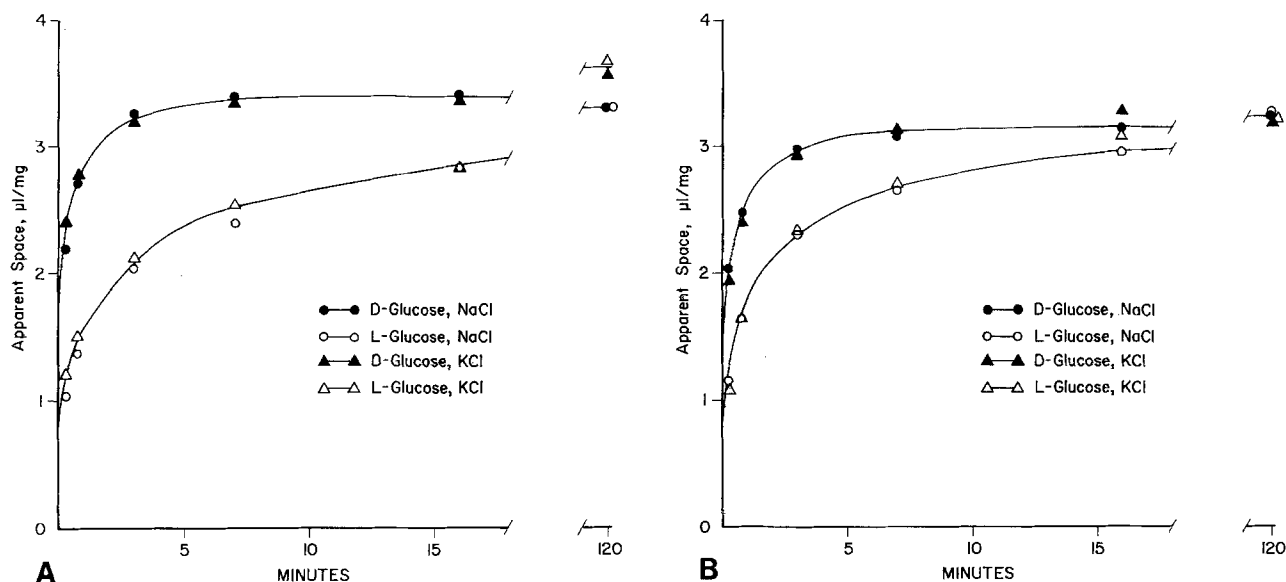 4
3
2
1
0
Apparent Space, µl/mg
D-Glucose, NaCl
L-Glucose, NaCl
D-Glucose, KCl
L-Glucose, KCl
5
10
15
120
MINUTES
A
4
3
2
1
0
Apparent Space, µl/mg
D-Glucose, NaCl
L-Glucose, NaCl
D-Glucose, KCl
L-Glucose, KCl
5
10
15
120
MINUTES
B